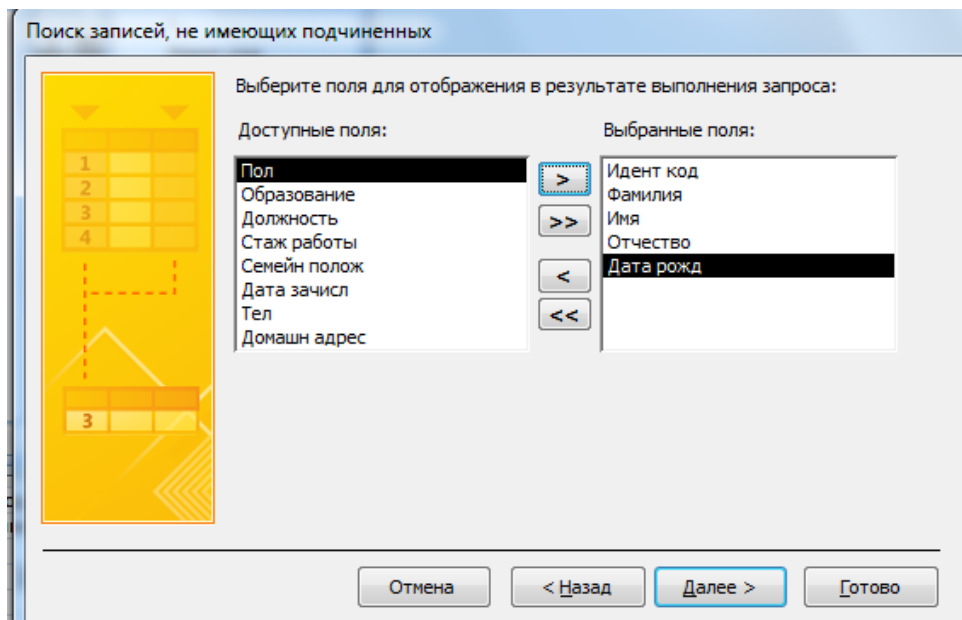 Поиск записей, не имеющих подчиненных
Выберите поля для отображения в результате выполнения запроса:
Доступные поля:
Выбранные поля:
Пол
Образование
Должность
Стаж работы
Семейн полож
Дата зачисл
Тел
Домашн адрес
>
>>
<
<<
Идент код
Фамилия
Имя
Отчество
Дата рожд
1
2
3
4
3
Отмена
< Назад
Далее >
Готово